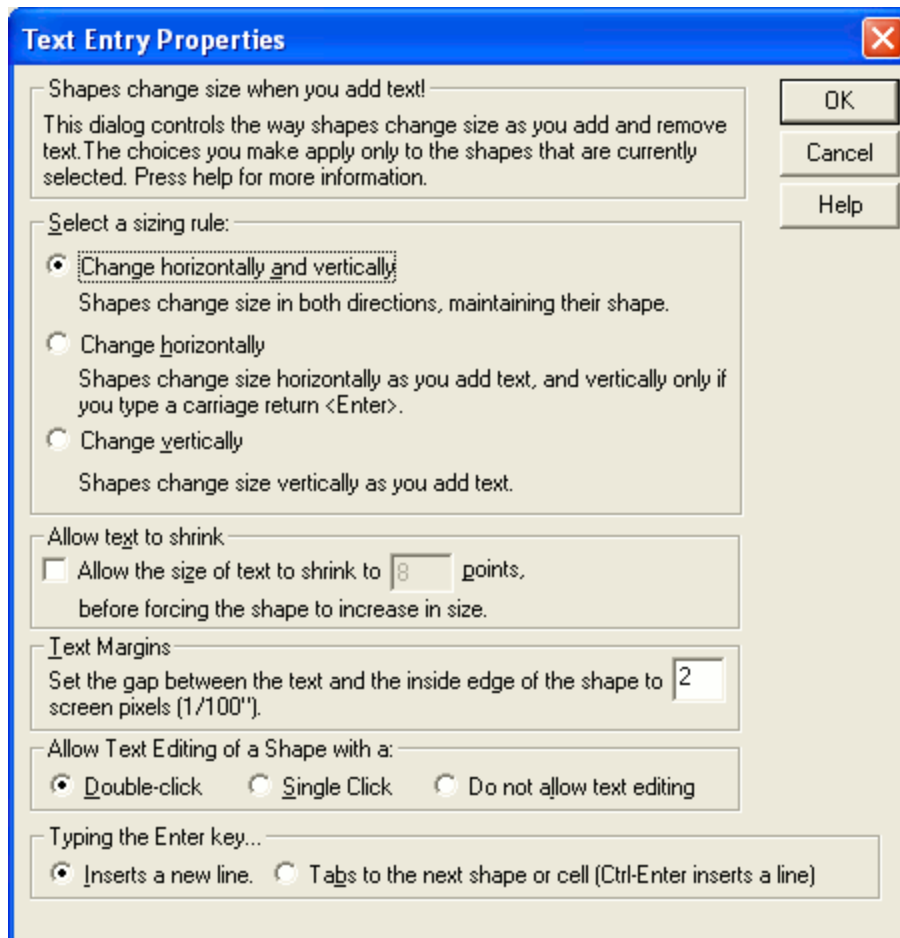 Text Entry Properties
Shapes change size when you add text!
This dialog controls the way shapes change size as you add and remove
text.The choices you make apply only to the shapes that are currently
selected. Press help for more information.
OK
Cancel
Help
Select a sizing rule:
Change horizontally and vertically
Shapes change size in both directions, maintaining their shape.
Change horizontally
Shapes change size horizontally as you add text, and vertically only if
you type a carriage return <Enter>.
Change vertically
Shapes change size vertically as you add text.
Allow text to shrink
Allow the size of text to shrink to 8 points,
before forcing the shape to increase in size.
Text Margins
Set the gap between the text and the inside edge of the shape to 2
screen pixels (1/100").
Allow Text Editing of a Shape with a:
Double-click Single Click Do not allow text editing
Typing the Enter key...
Inserts a new line. Tabs to the next shape or cell (Ctrl-Enter inserts a line)